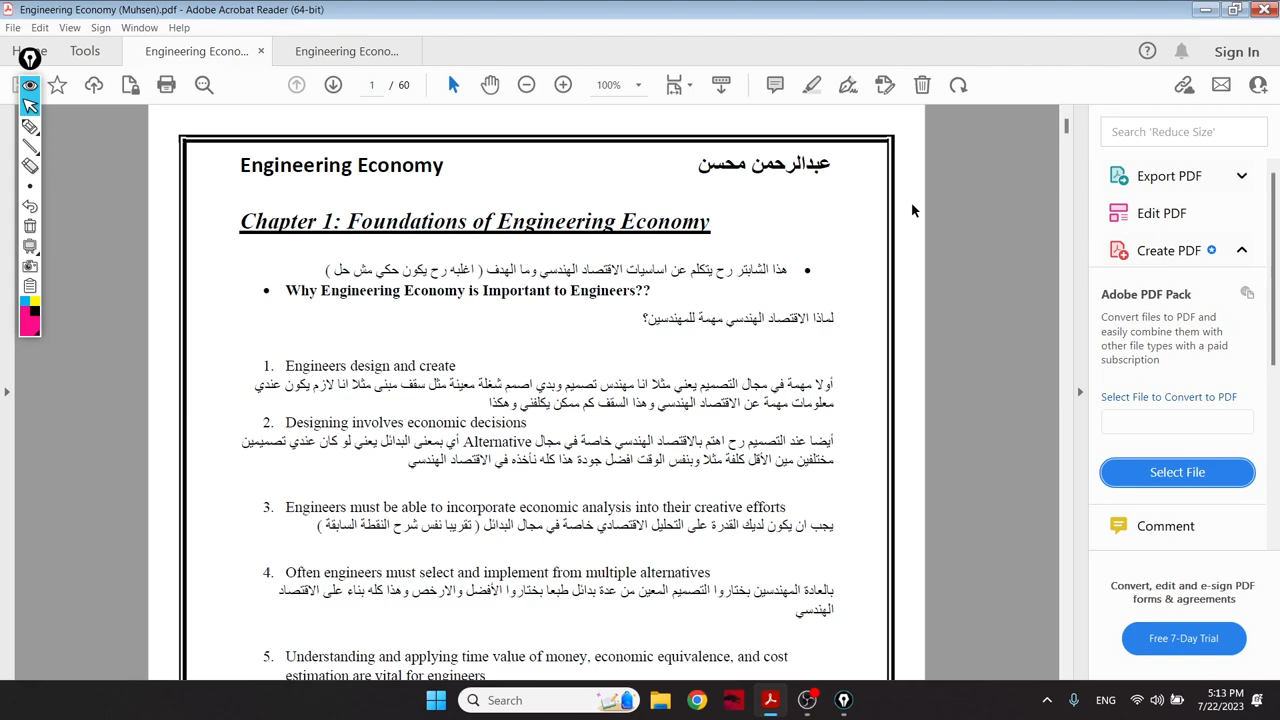 Engineering Economy (Muhsen).pdf - Adobe Acrobat Reader (64-bit)
File Edit View Sign Window Help
Tools
Engineering Econo... ×
Engineering Econo...
Sign In
1 / 60
100%
Engineering Economy
عبدالرحمن محسن
Chapter 1: Foundations of Engineering Economy
• هذا الشابتر رح يتكلم عن اساسيات الاقتصاد الهندسي وما الهدف ( اغلبه رح يكون حكي مش حل )
• Why Engineering Economy is Important to Engineers??
لماذا الاقتصاد الهندسي مهمة للمهندسين؟
1. Engineers design and create
أولا مهمة في مجال التصميم يعني مثلا انا مهندس تصميم وبدي اصمم شغلة معينة مثل سقف مبنى مثلا انا لازم يكون عندي
معلومات مهمة عن الاقتصاد الهندسي وهذا السقف كم ممكن يكلفني وهكذا
2. Designing involves economic decisions
أيضا عند التصميم رح اهتم بالاقتصاد الهندسي خاصة في مجال Alternative أي بمعنى البدائل يعني لو كان عندي تصميمين
مختلفين مين الأقل كلفة مثلا وبنفس الوقت افضل جودة هذا كله نأخذه في الاقتصاد الهندسي
3. Engineers must be able to incorporate economic analysis into their creative efforts
يجب ان يكون لديك القدرة على التحليل الاقتصادي خاصة في مجال البدائل ( تقريبا نفس شرح النقطة السابقة )
4. Often engineers must select and implement from multiple alternatives
بالعادة المهندسين بختاروا التصميم المعين من عدة بدائل طبعا بختاروا الأفضل والارخص وهذا كله بناء على الاقتصاد
الهندسي
5. Understanding and applying time value of money, economic equivalence, and cost
estimation are vital for engineers
Search 'Reduce Size'
Export PDF
Edit PDF
Create PDF
Adobe PDF Pack
Convert files to PDF and
easily combine them with
other file types with a paid
subscription
Select File to Convert to PDF
Select File
Comment
Convert, edit and e-sign PDF
forms & agreements
Free 7-Day Trial
Search
ENG
5:13 PM
7/22/2023